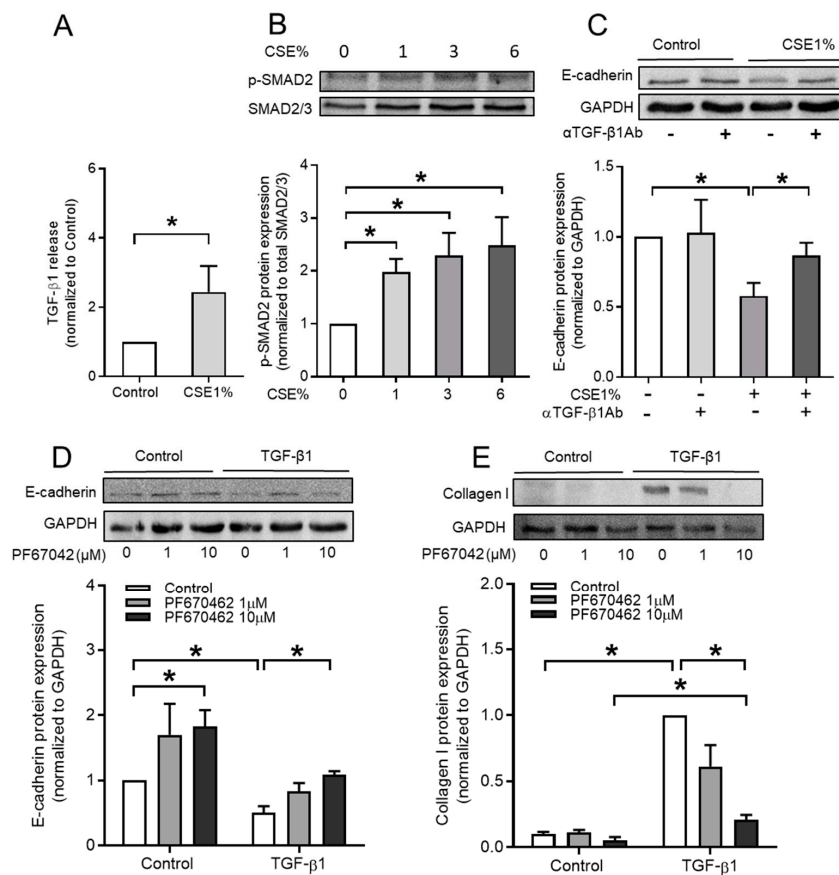 A
TGF-β1 release
(normalized to Control)
6
4
2
0
*
Control CSE1%
B
CSE% 0 1 3 6
p-SMAD2
SMAD2/3
p-SMAD2 protein expression
(normalized to total SMAD2/3)
4
3
2
1
0
*
*
*
CSE% 0 1 3 6
C
Control CSE1%
E-cadherin
GAPDH
αTGF-β1Ab - + - +
E-cadherin protein expression
(normalized to GAPDH)
1.5
1.0
0.5
0.0
* *
CSE1% - - + +
αTGF-β1Ab - + - +
D
Control TGF-β1
E-cadherin
GAPDH
PF67042 (µM) 0 1 10 0 1 10
E-cadherin protein expression
(normalized to GAPDH)
4
3
2
1
0
Control
PF670462 1µM
PF670462 10µM
* *
*
Control TGF-β1
E
Control TGF-β1
Collagen I
GAPDH
PF67042 (µM) 0 1 10 0 1 10
Collagen I protein expression
(normalized to GAPDH)
2.0
1.5
1.0
0.5
0.0
Control
PF670462 1µM
PF670462 10µM
* *
*
Control TGF-β1